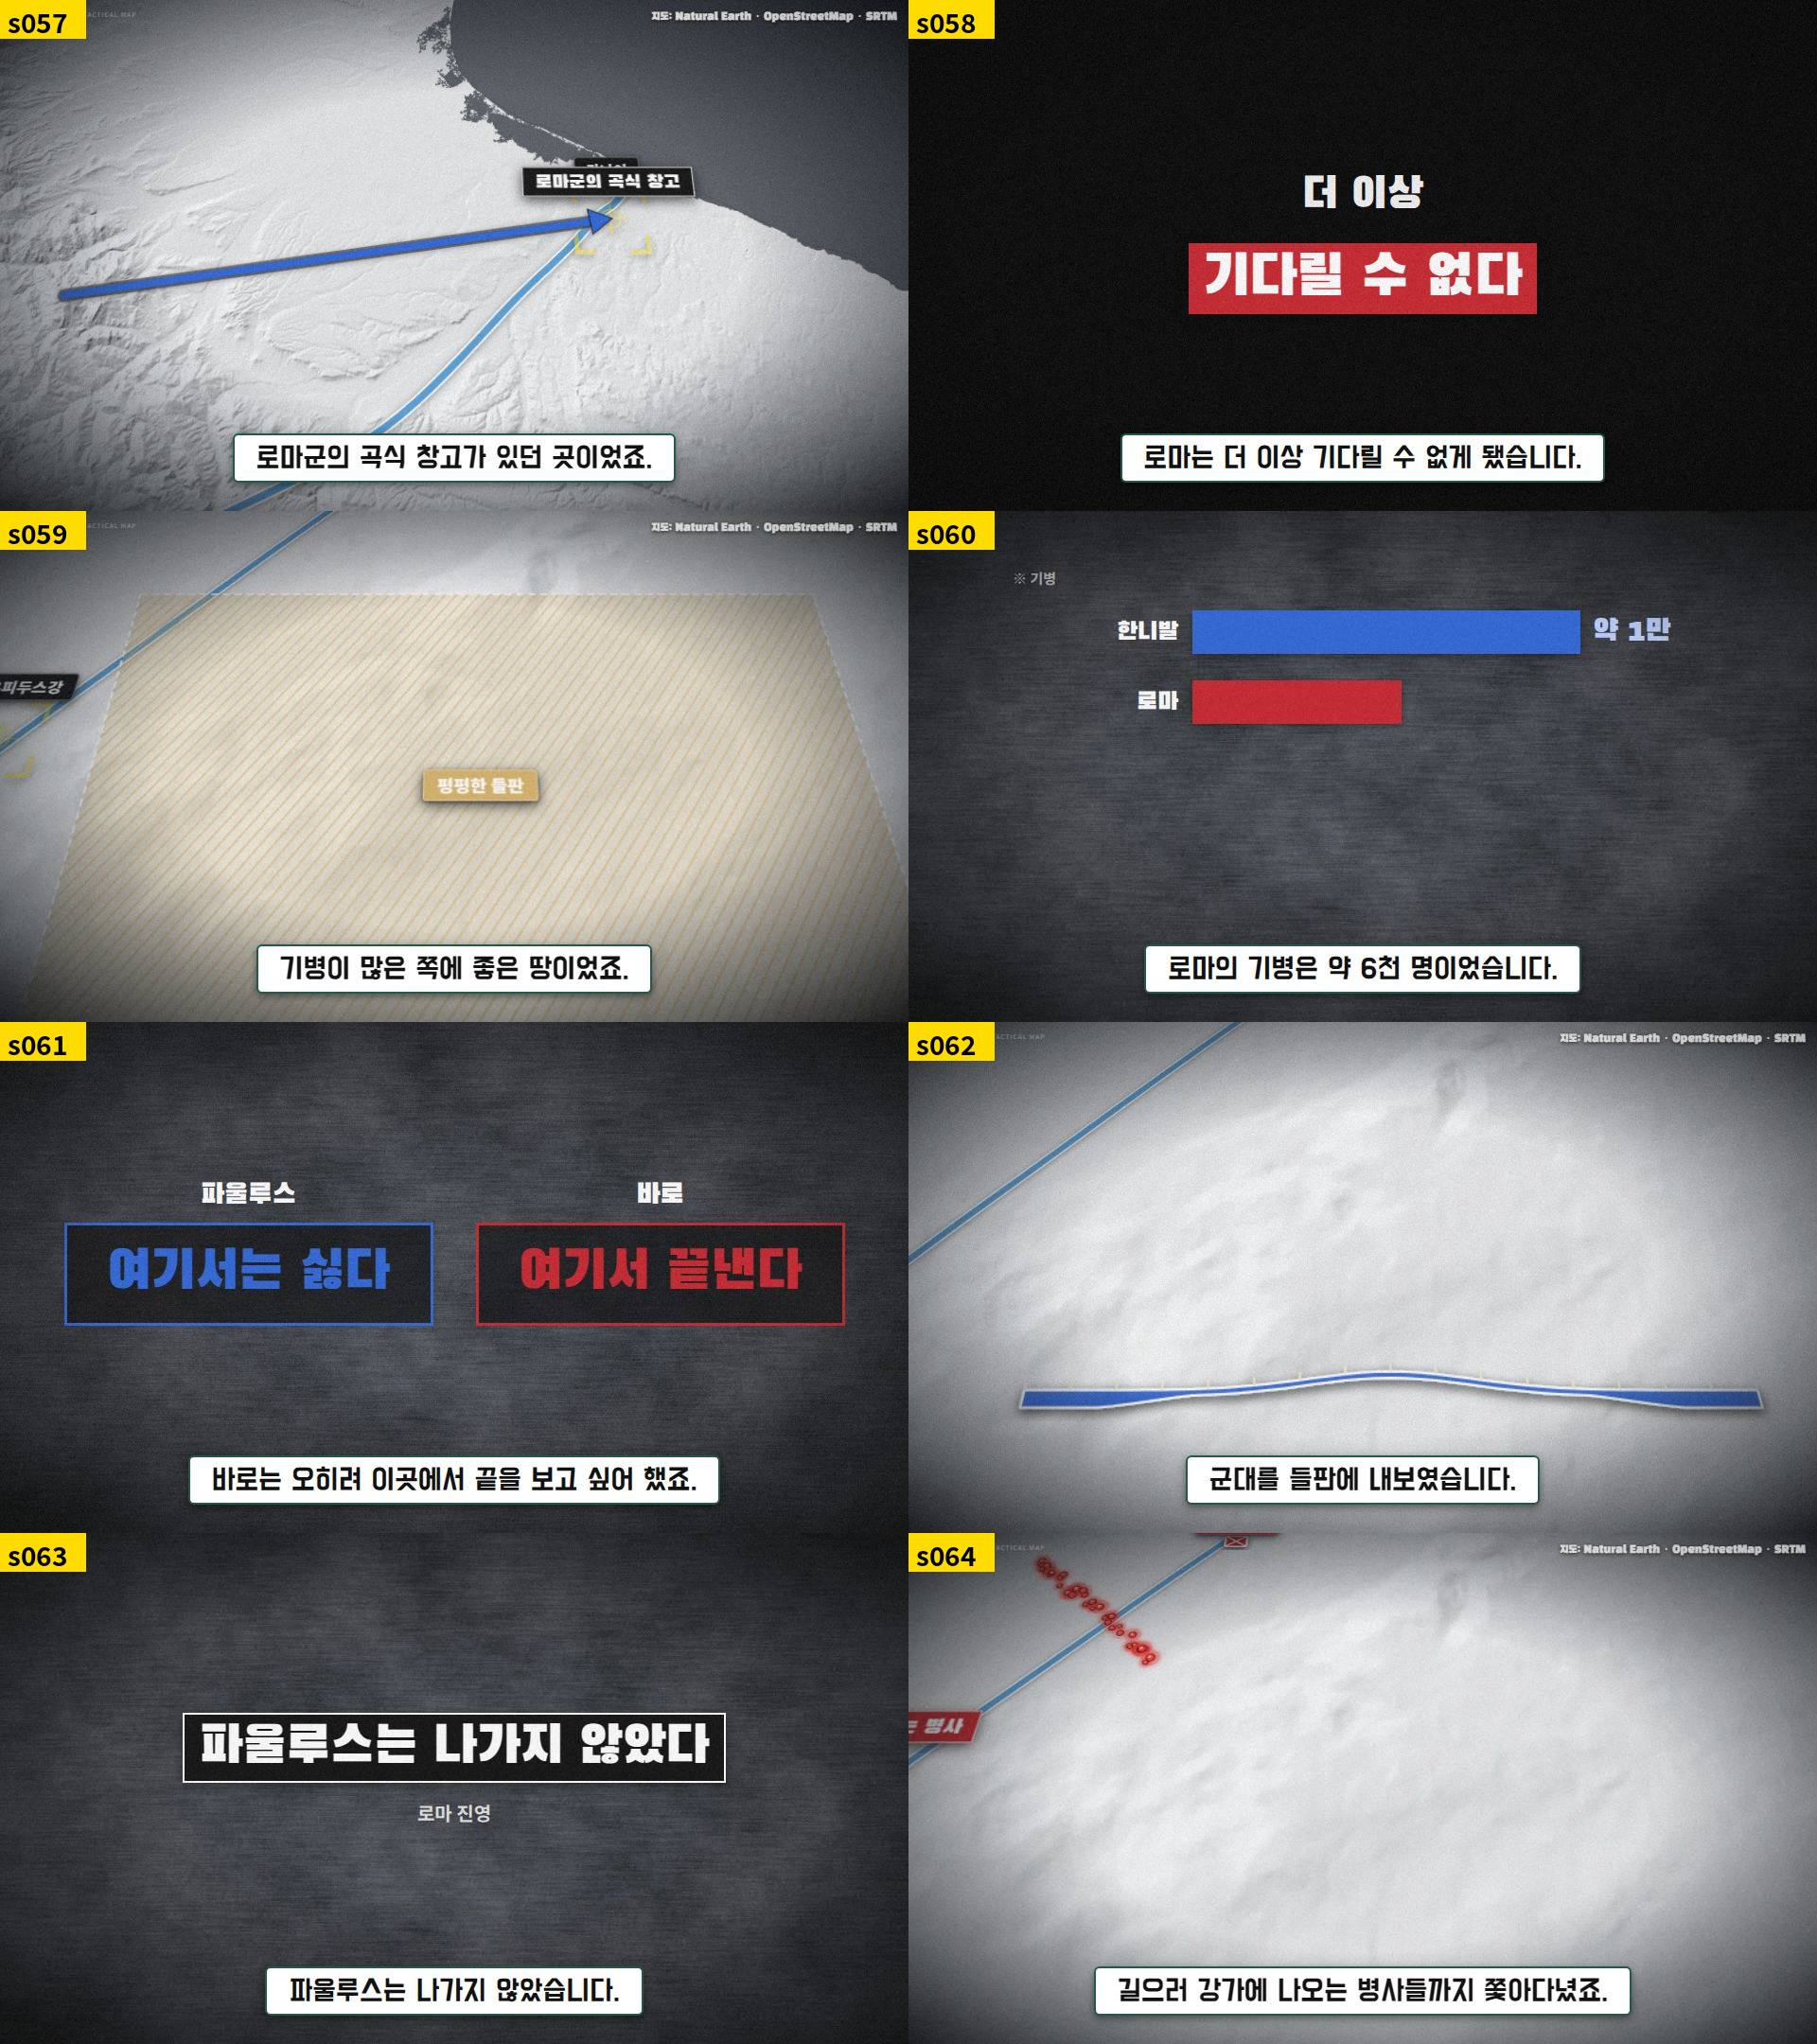 s057
ACTICAL MAP
지도: Natural Earth · OpenStreetMap · SRTM
로마군의 곡식 창고
로마군의 곡식 창고가 있던 곳이었죠.
s058
더 이상
기다릴 수 없다
로마는 더 이상 기다릴 수 없게 됐습니다.
s059
ACTICAL MAP
지도: Natural Earth · OpenStreetMap · SRTM
피두스강
평평한 들판
기병이 많은 쪽에 좋은 땅이었죠.
s060
※ 기병
한니발
약 1만
로마
로마의 기병은 약 6천 명이었습니다.
s061
파울루스
바로
여기서는 싫다
여기서 끝낸다
바로는 오히려 이곳에서 끝을 보고 싶어 했죠.
s062
ACTICAL MAP
지도: Natural Earth · OpenStreetMap · SRTM
군대를 들판에 내보였습니다.
s063
파울루스는 나가지 않았다
로마 진영
파울루스는 나가지 않았습니다.
s064
ACTICAL MAP
지도: Natural Earth · OpenStreetMap · SRTM
병사
길으러 강가에 나오는 병사들까지 쫓아다녔죠.